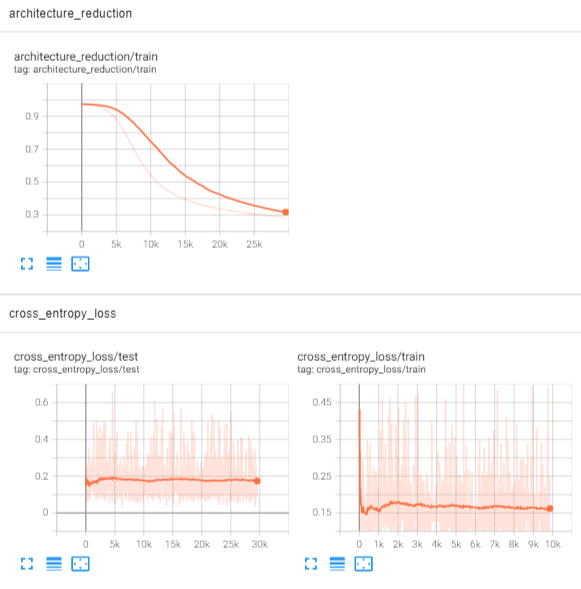 architecture_reduction
architecture_reduction/train
tag: architecture_reduction/train
0.9
0.7
0.5
0.3
0 5k 10k 15k 20k 25k
cross_entropy_loss
cross_entropy_loss/test
tag: cross_entropy_loss/test
0.6
0.4
0.2
0
0 5k 10k 15k 20k 25k 30k
cross_entropy_loss/train
tag: cross_entropy_loss/train
0.45
0.35
0.25
0.15
0 1k 2k 3k 4k 5k 6k 7k 8k 9k 10k